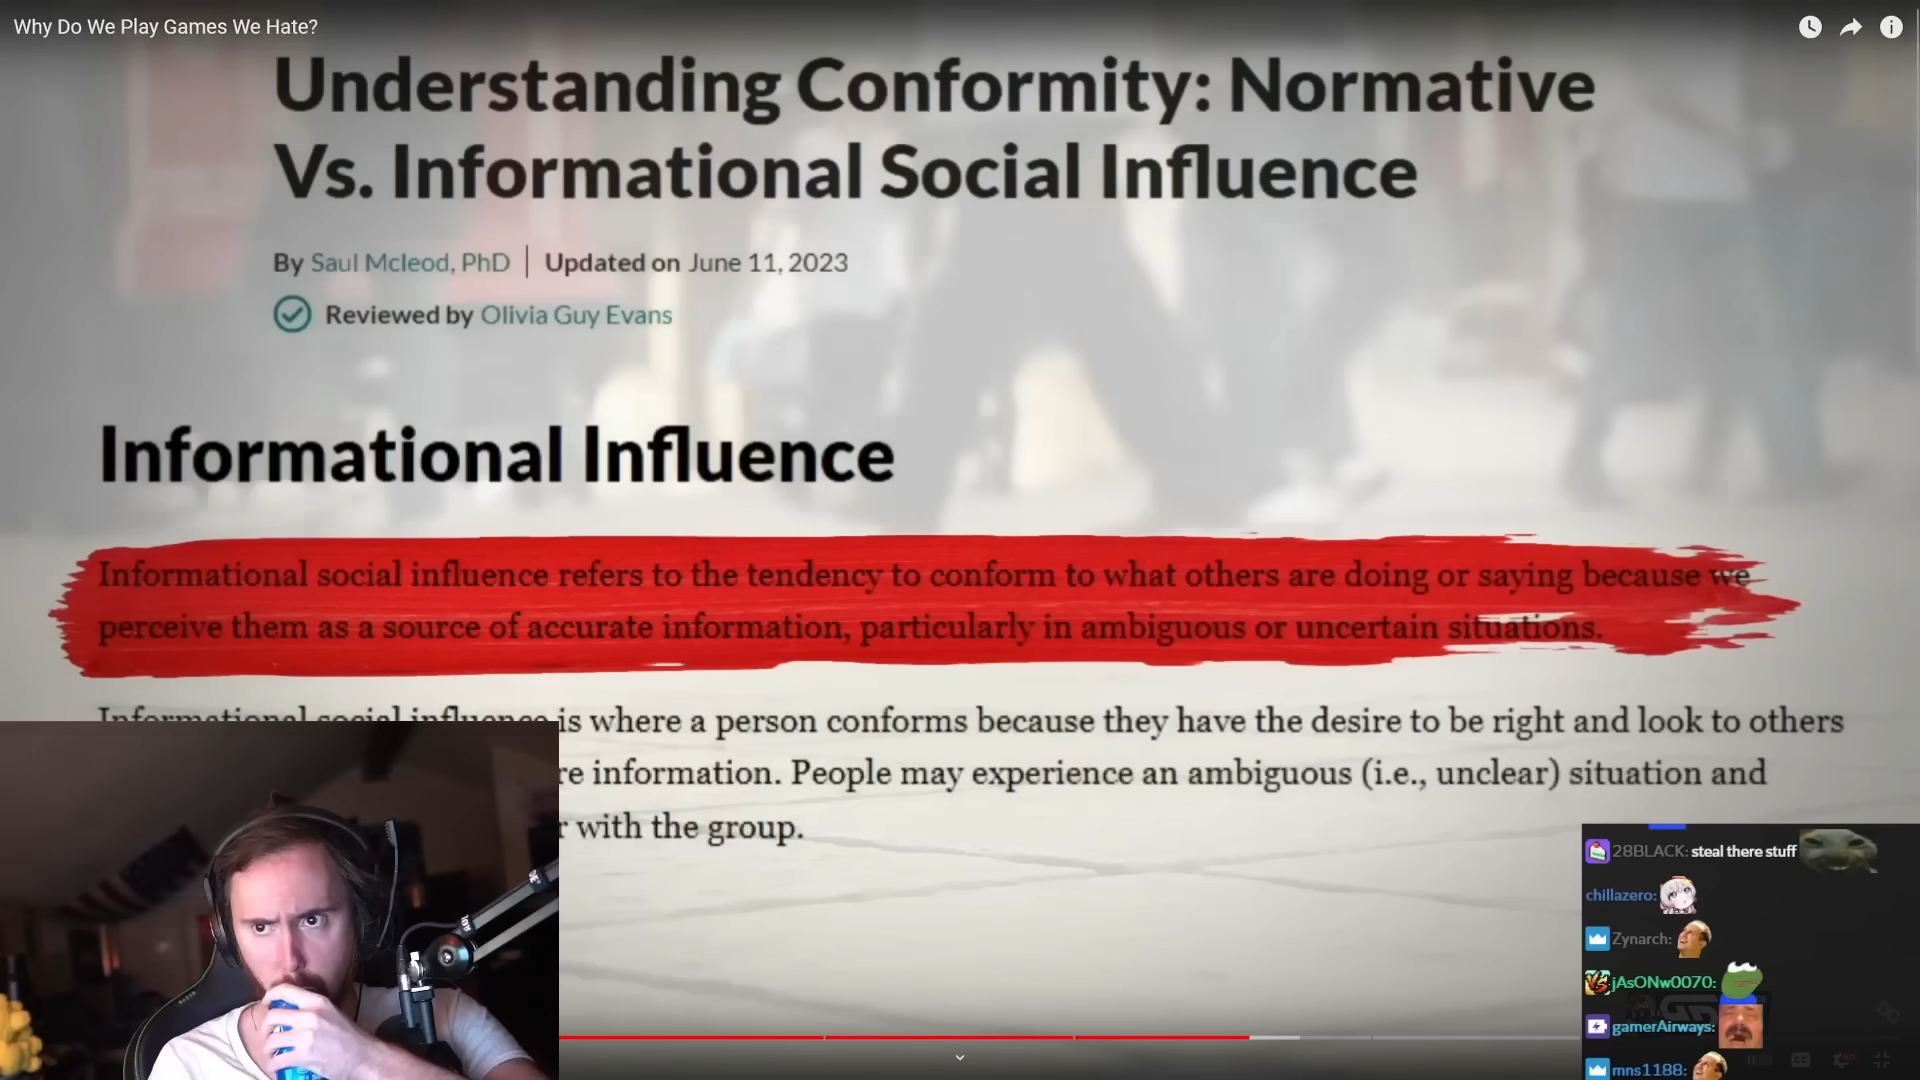 Why Do We Play Games We Hate?
Understanding Conformity: Normative
Vs. Informational Social Influence
By Saul Mcleod, PhD | Updated on June 11, 2023
Reviewed by Olivia Guy Evans
Informational Influence
Informational social influence refers to the tendency to conform to what others are doing or saying because we
perceive them as a source of accurate information, particularly in ambiguous or uncertain situations.
Informational social influence is where a person conforms because they have the desire to be right and look to others
information. People may experience an ambiguous (i.e., unclear) situation and
with the group.
28BLACK: steal there stuff
chillazero:
Zynarch:
jAsONw0070:
gamerAirways:
mns1188: